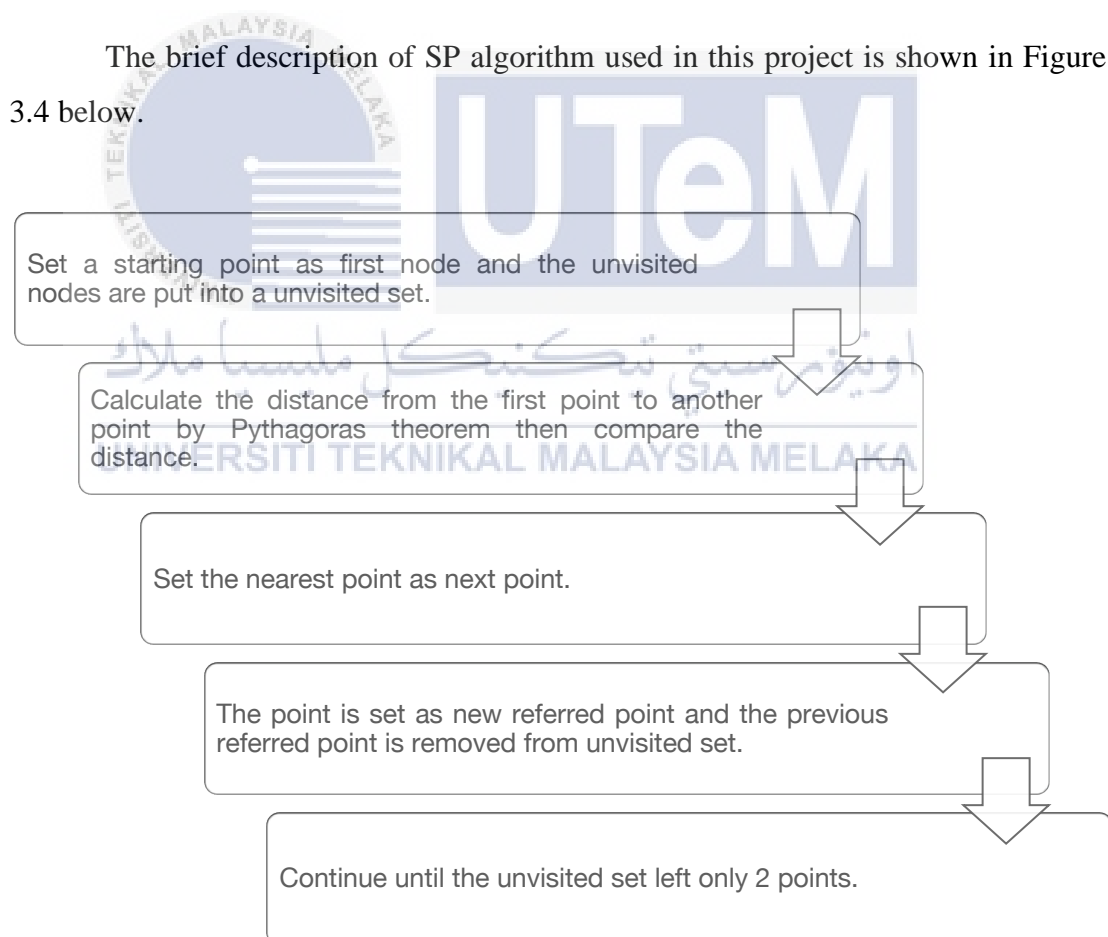 The brief description of SP algorithm used in this project is shown in Figure
3.4 below.
UTeM
Set a starting point as first node and the unvisited
nodes are put into a unvisited set.
اونيۏرسيتي تيكنيكل مليسيا ملاك
Calculate the distance from the first point to another
point by Pythagoras theorem then compare the
distance.
UNIVERSITI TEKNIKAL MALAYSIA MELAKA
Set the nearest point as next point.
The point is set as new referred point and the previous
referred point is removed from unvisited set.
Continue until the unvisited set left only 2 points.